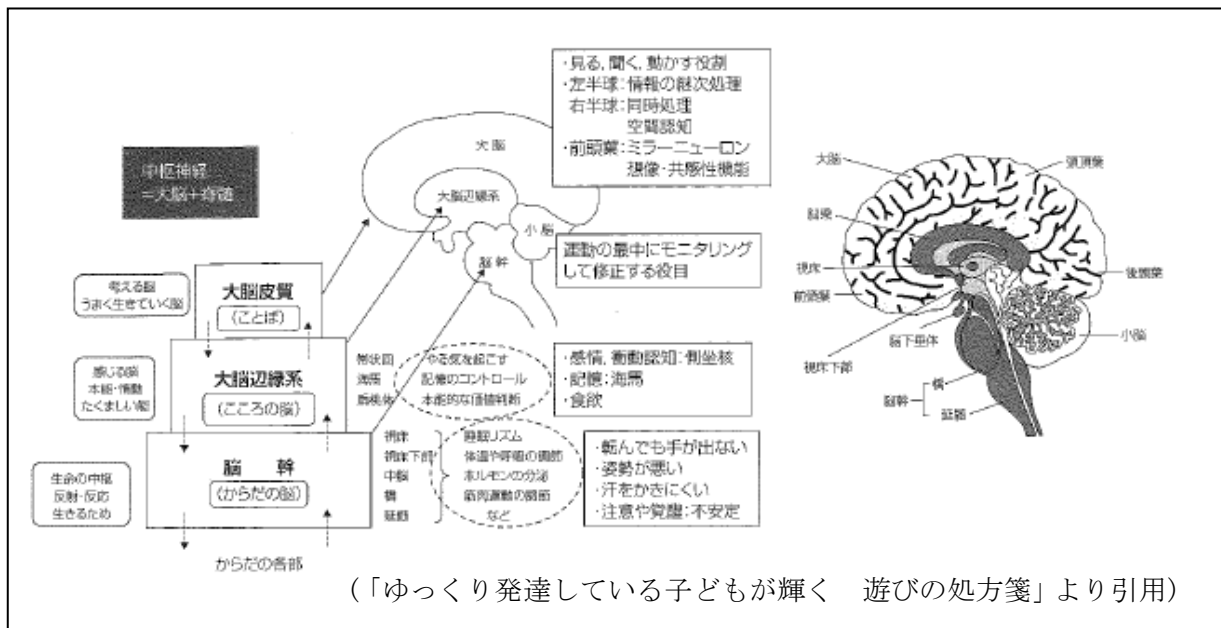 ・見る，聞く，動かす役割
・左半球：情報の継次処理
右半球：同時処理
空間認知
・前頭葉：ミラーニューロン
想像・共感性機能
中枢神経
＝大脳＋脊髄
大脳
大脳辺縁系
小脳
脳幹
運動の最中にモニタリング
して修正する役目
考える脳
うまく生きていく脳
大脳皮質
（ことば）
感じる脳
本能・情動
たくましい脳
大脳辺縁系
（こころの脳）
帯状回
海馬
扁桃体
やる気を起こす
記憶のコントロール
本能的な価値判断
・感情，衝動認知：側坐核
・記憶：海馬
・食欲
生命の中枢
反射・反応
生きるため
脳幹
（からだの脳）
視床
視床下部
中脳
橋
延髄
睡眠リズム
体温や呼吸の調節
ホルモンの分泌
筋肉運動の調節
など
・転んでも手が出ない
・姿勢が悪い
・汗をかきにくい
・注意や覚醒：不安定
からだの各部
大脳
頭頂葉
脳梁
視床
前頭葉
後頭葉
小脳
脳下垂体
視床下部
橋
脳幹
延髄
（「ゆっくり発達している子どもが輝く　遊びの処方箋」より引用）